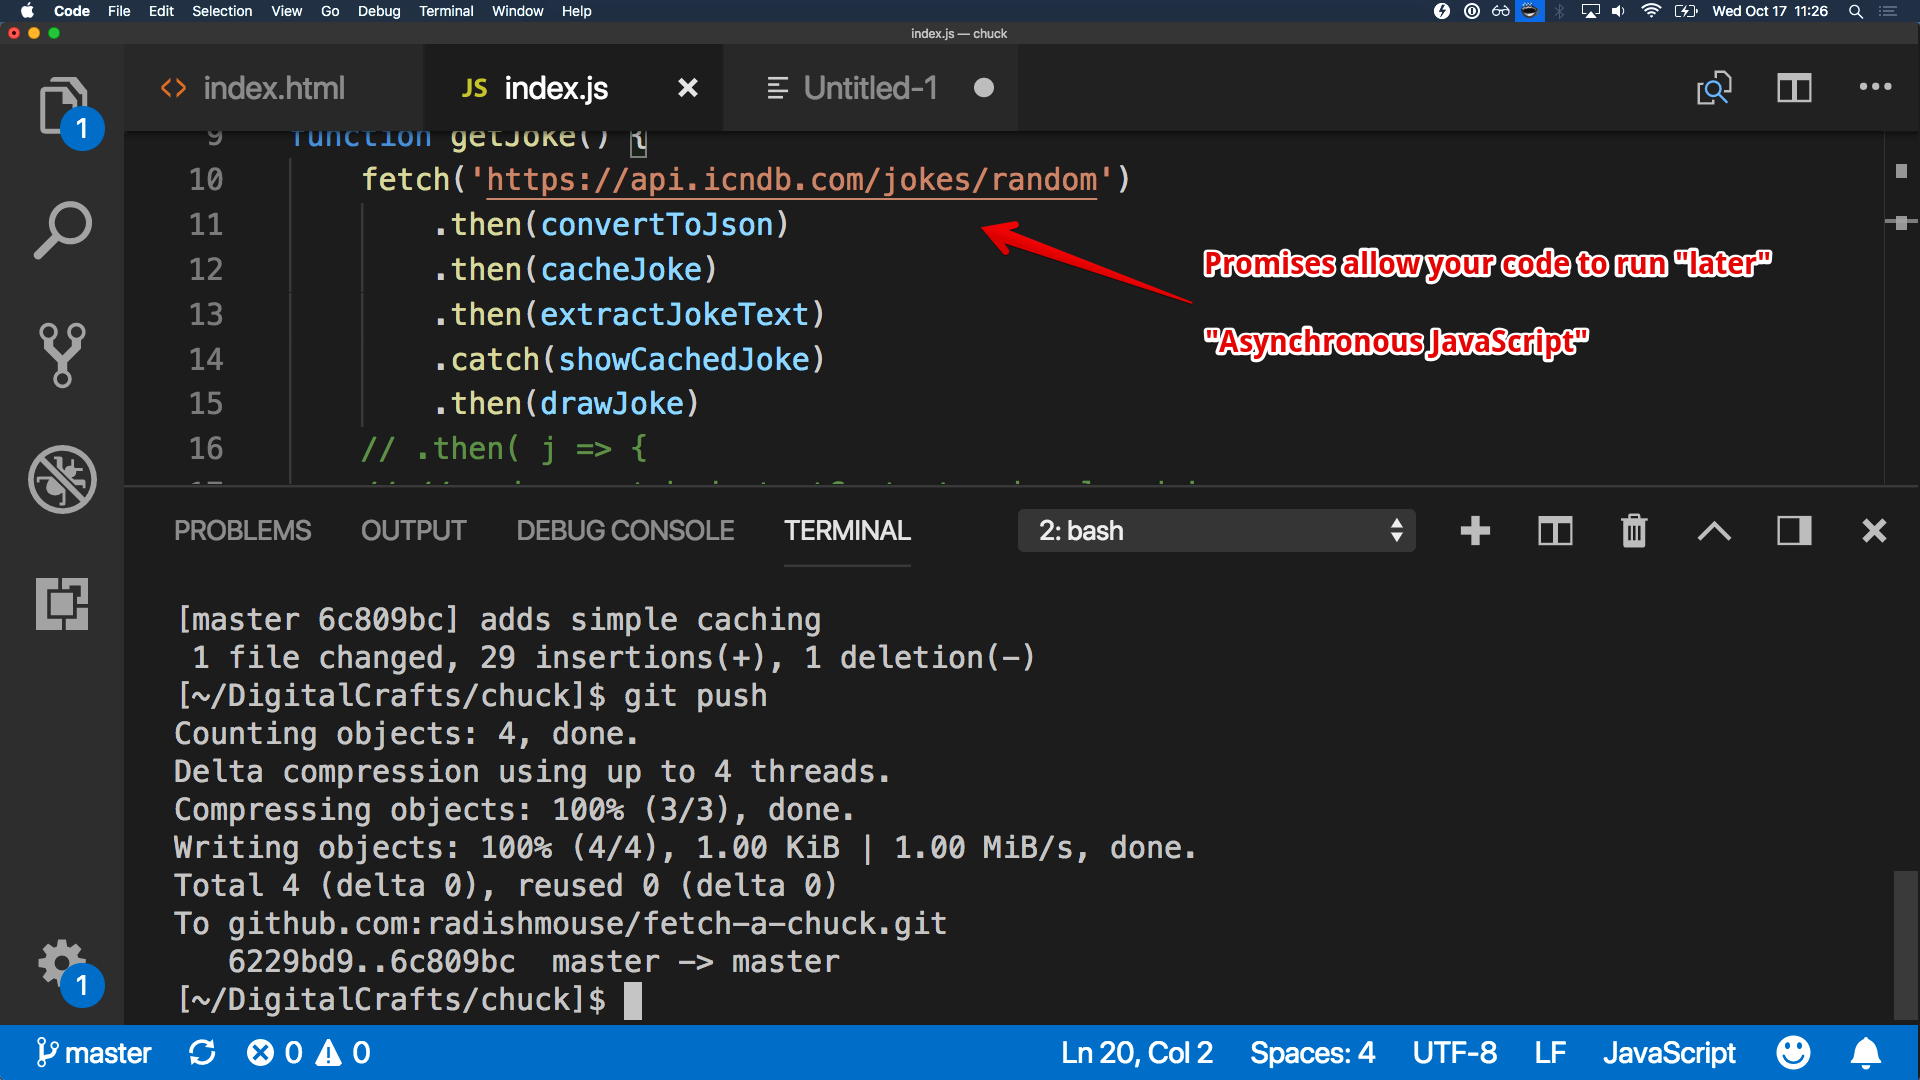 Code File Edit Selection View Go Debug Terminal Window Help Wed Oct 17 11:26
index.js — chuck
index.html JS index.js Untitled-1
1
9 function getJoke() {
10 fetch('https://api.icndb.com/jokes/random')
11 .then(convertToJson)
12 .then(cacheJoke)
13 .then(extractJokeText)
14 .catch(showCachedJoke)
15 .then(drawJoke)
16 // .then( j => {
Promises allow your code to run "later"
"Asynchronous JavaScript"
PROBLEMS OUTPUT DEBUG CONSOLE TERMINAL 2: bash
[master 6c809bc] adds simple caching
1 file changed, 29 insertions(+), 1 deletion(-)
[~/DigitalCrafts/chuck]$ git push
Counting objects: 4, done.
Delta compression using up to 4 threads.
Compressing objects: 100% (3/3), done.
Writing objects: 100% (4/4), 1.00 KiB | 1.00 MiB/s, done.
Total 4 (delta 0), reused 0 (delta 0)
To github.com:radishmouse/fetch-a-chuck.git
6229bd9..6c809bc master -> master
[~/DigitalCrafts/chuck]$
1
master 0 0 Ln 20, Col 2 Spaces: 4 UTF-8 LF JavaScript